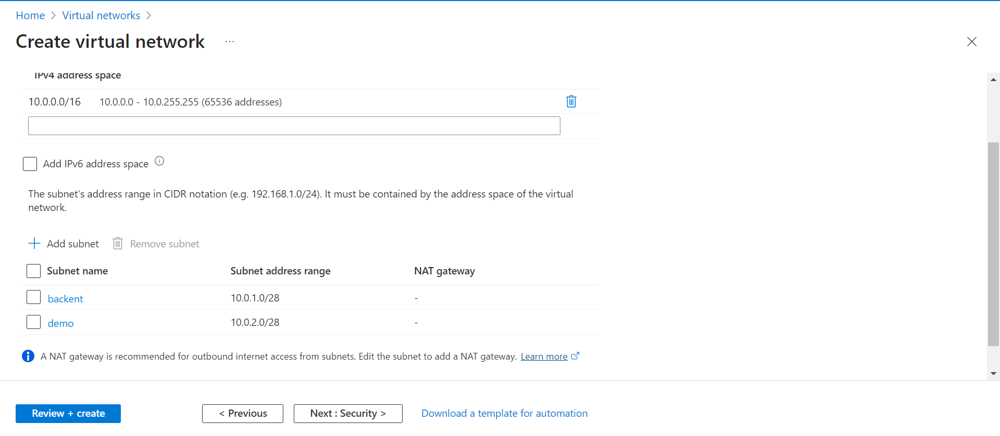 Home > Virtual networks >
Create virtual network ...
IPv4 address space
10.0.0.0/16 10.0.0.0 - 10.0.255.255 (65536 addresses)
Add IPv6 address space
The subnet's address range in CIDR notation (e.g. 192.168.1.0/24). It must be contained by the address space of the virtual
network.
Add subnet Remove subnet
Subnet name Subnet address range NAT gateway
backent 10.0.1.0/28 -
demo 10.0.2.0/28 -
A NAT gateway is recommended for outbound internet access from subnets. Edit the subnet to add a NAT gateway. Learn more
Review + create < Previous Next : Security > Download a template for automation